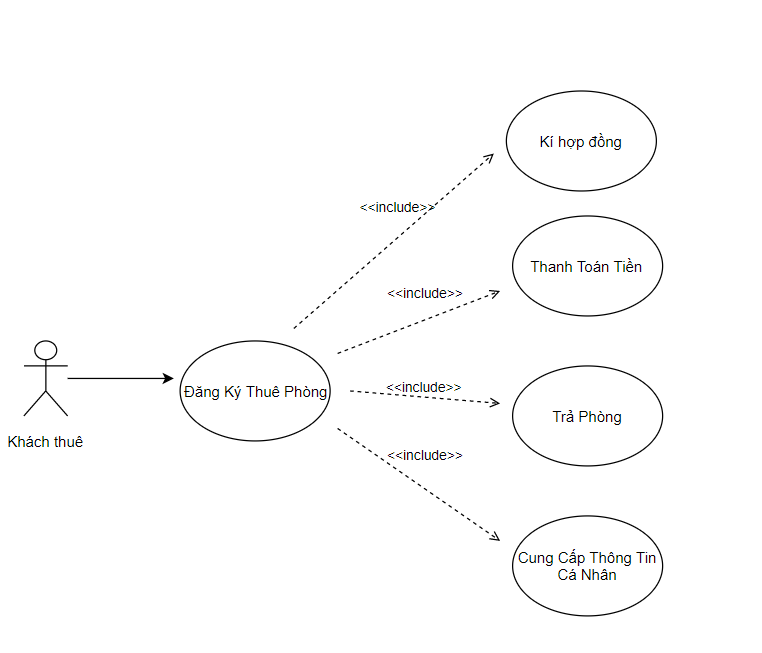 Kí hợp đồng
<<include>>
Thanh Toán Tiền
<<include>>
Khách thuê
Đăng Ký Thuê Phòng
<<include>>
Trả Phòng
<<include>>
Cung Cấp Thông Tin
Cá Nhân